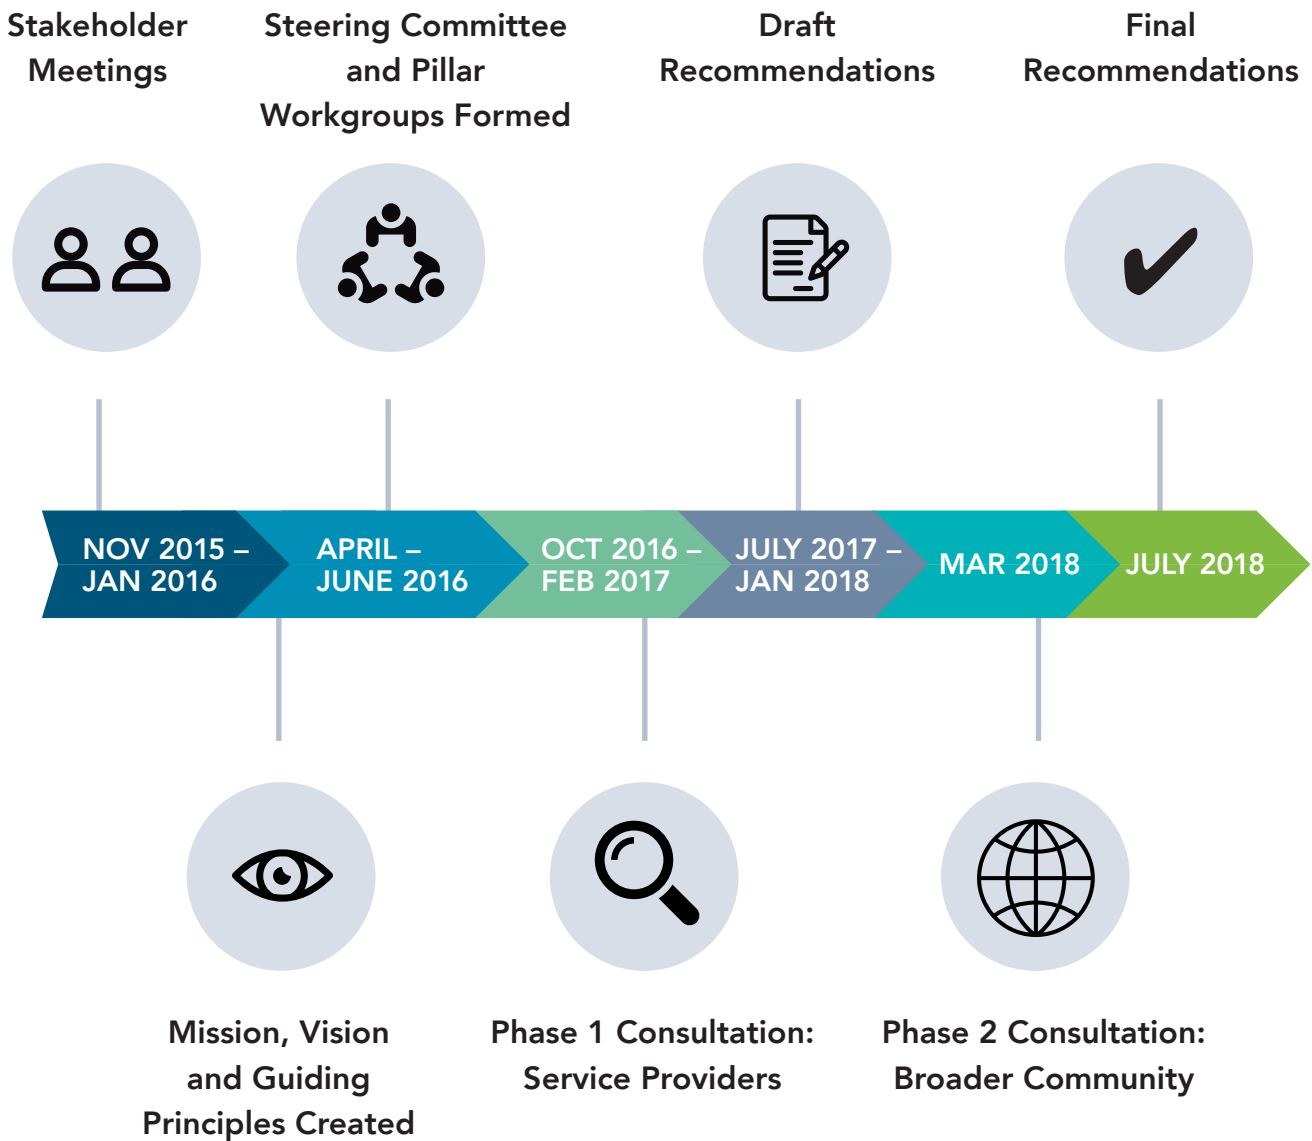 Stakeholder
Meetings
Steering Committee
and Pillar
Workgroups Formed
Draft
Recommendations
Final
Recommendations
NOV 2015 –
JAN 2016
APRIL –
JUNE 2016
OCT 2016 –
FEB 2017
JULY 2017 –
JAN 2018
MAR 2018
JULY 2018
Mission, Vision
and Guiding
Principles Created
Phase 1 Consultation:
Service Providers
Phase 2 Consultation:
Broader Community